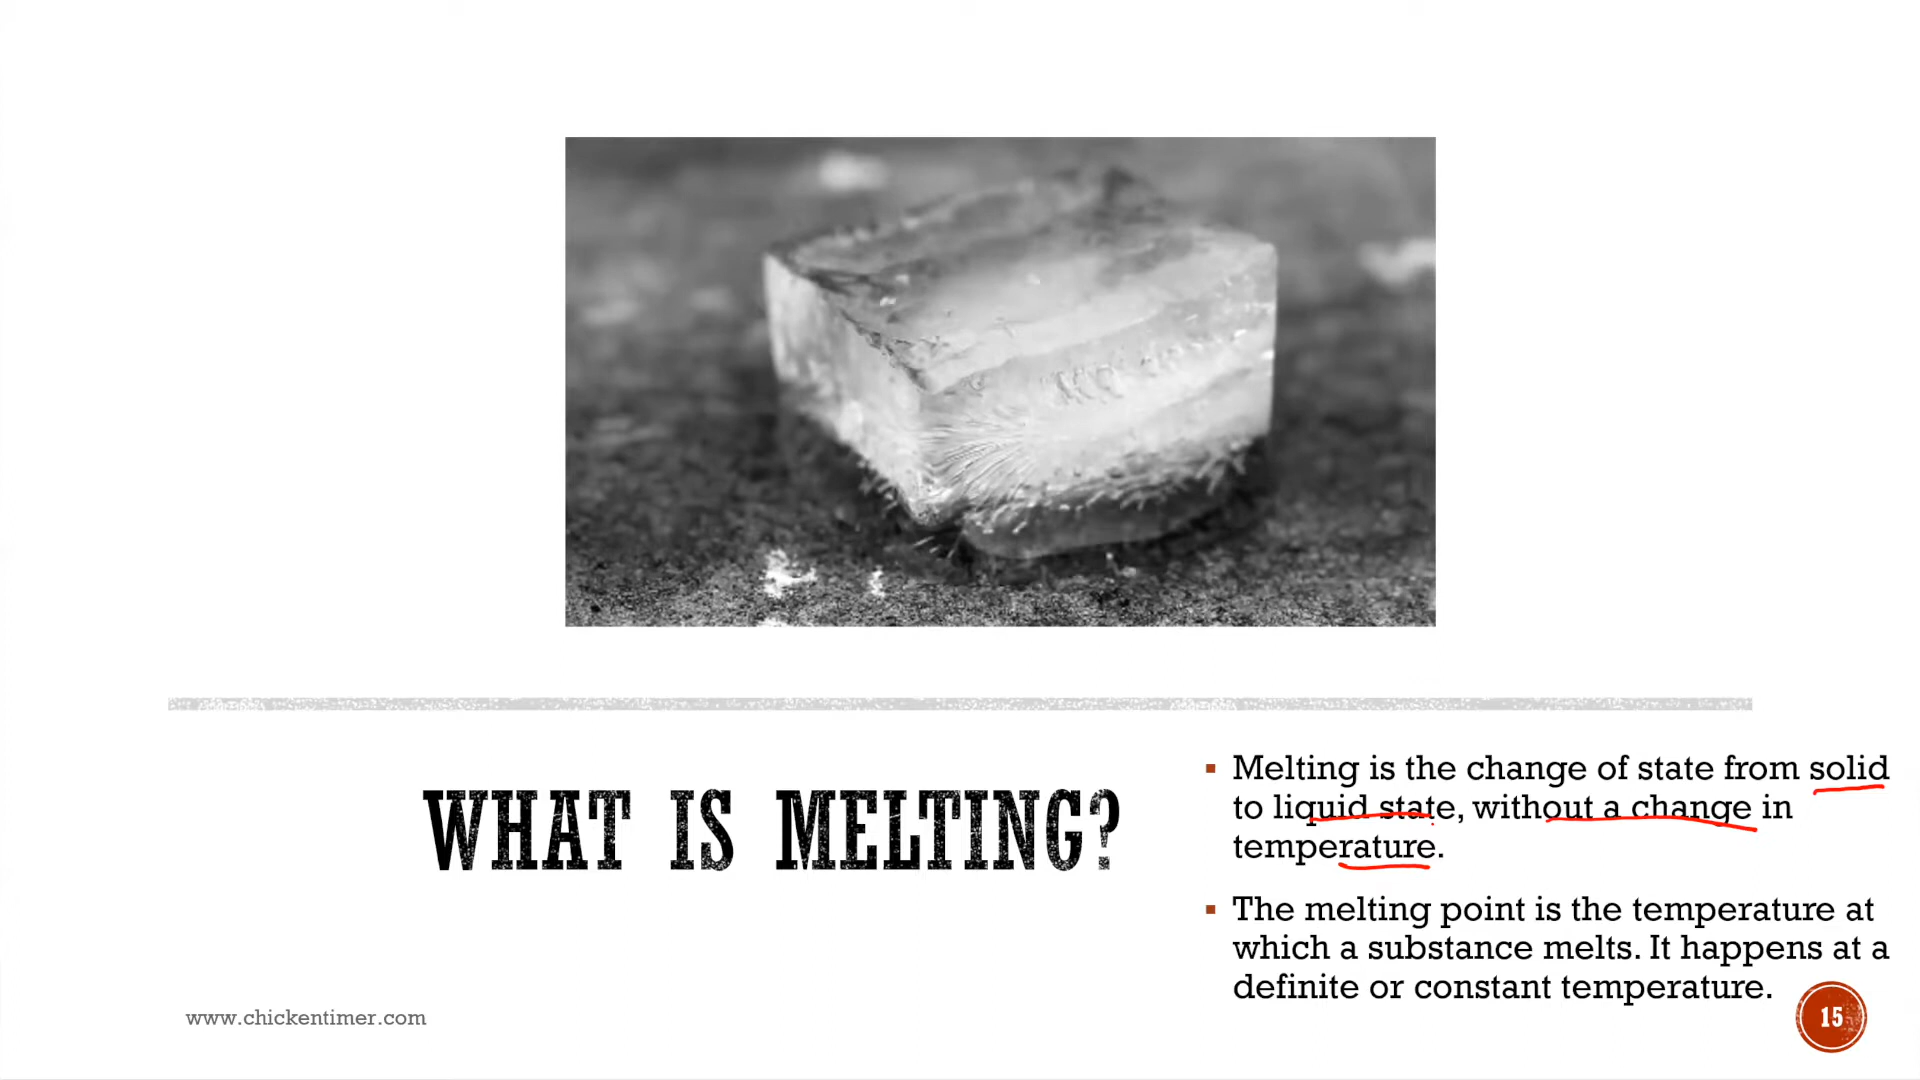 WHAT IS MELTING?
▪ Melting is the change of state from solid
to liquid state, without a change in
temperature.
▪ The melting point is the temperature at
which a substance melts. It happens at a
definite or constant temperature.
www.chickentimer.com
15